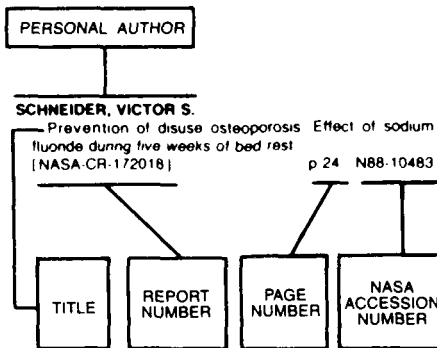 PERSONAL AUTHOR
SCHNEIDER, VICTOR S.
Prevention of disuse osteoporosis Effect of sodium
fluonde during five weeks of bed rest
[NASA-CR-172018] p 24 N88-10483
TITLE
REPORT
NUMBER
PAGE
NUMBER
NASA
ACCESSION
NUMBER